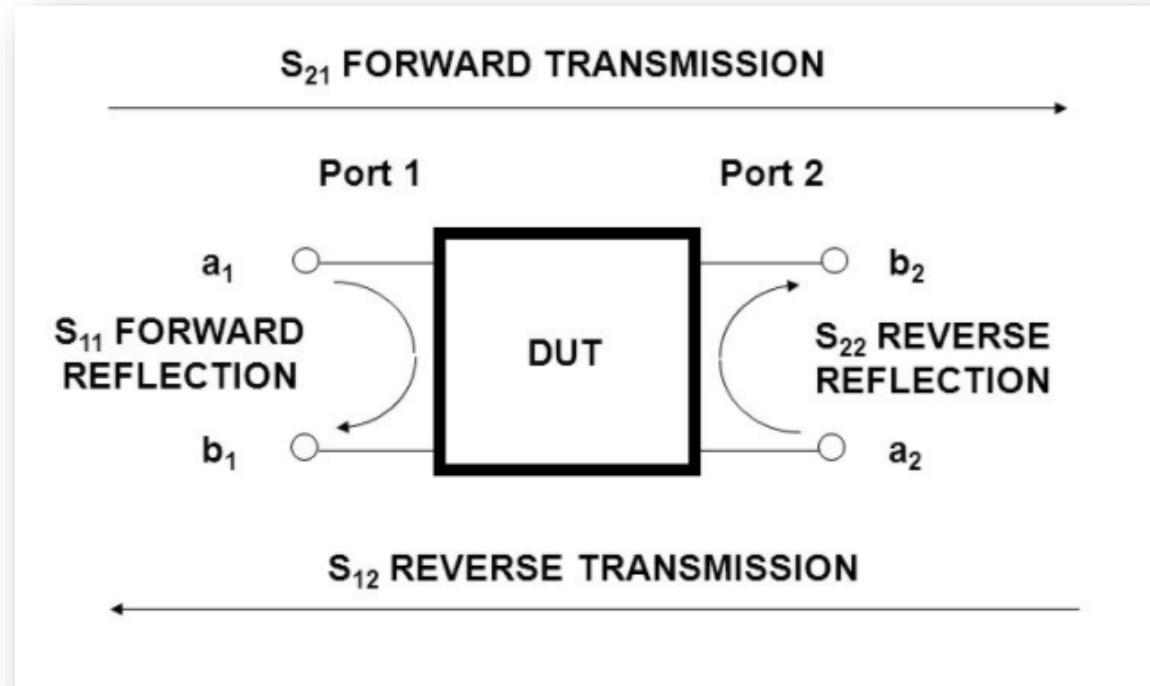 S₂₁ FORWARD TRANSMISSION
Port 1
Port 2
a₁
b₂
S₁₁ FORWARD
REFLECTION
DUT
S₂₂ REVERSE
REFLECTION
b₁
a₂
S₁₂ REVERSE TRANSMISSION